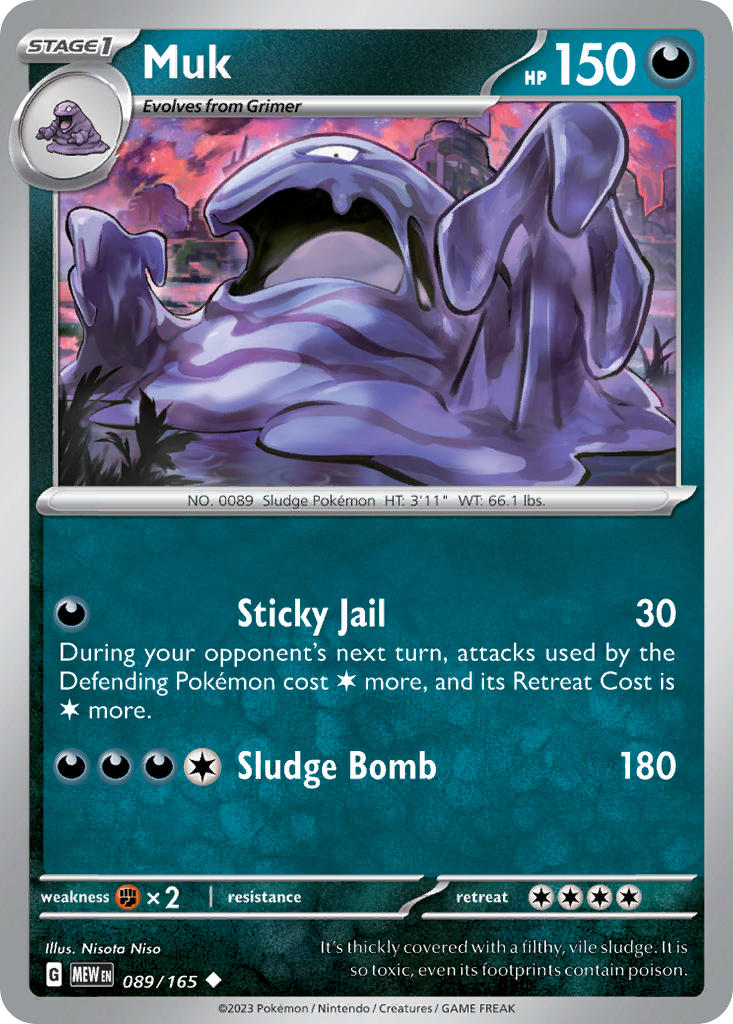 STAGE1
Muk
HP 150
Evolves from Grimer
NO. 0089 Sludge Pokémon HT: 3'11" WT: 66.1 lbs.
Sticky Jail 30
During your opponent's next turn, attacks used by the
Defending Pokémon cost more, and its Retreat Cost is
more.
Sludge Bomb 180
weakness ×2 resistance retreat
Illus. Nisota Niso
It's thickly covered with a filthy, vile sludge. It is
so toxic, even its footprints contain poison.
G MEW EN 089/165
©2023 Pokémon / Nintendo / Creatures / GAME FREAK